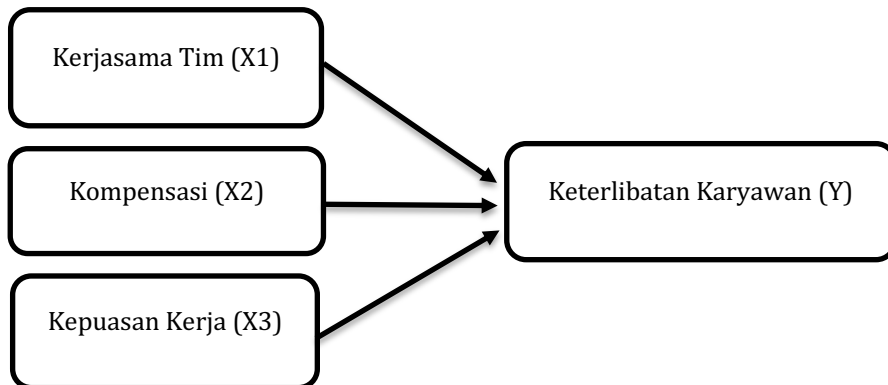 Kerjasama Tim (X1)
Kompensasi (X2)
Keterlibatan Karyawan (Y)
Kepuasan Kerja (X3)